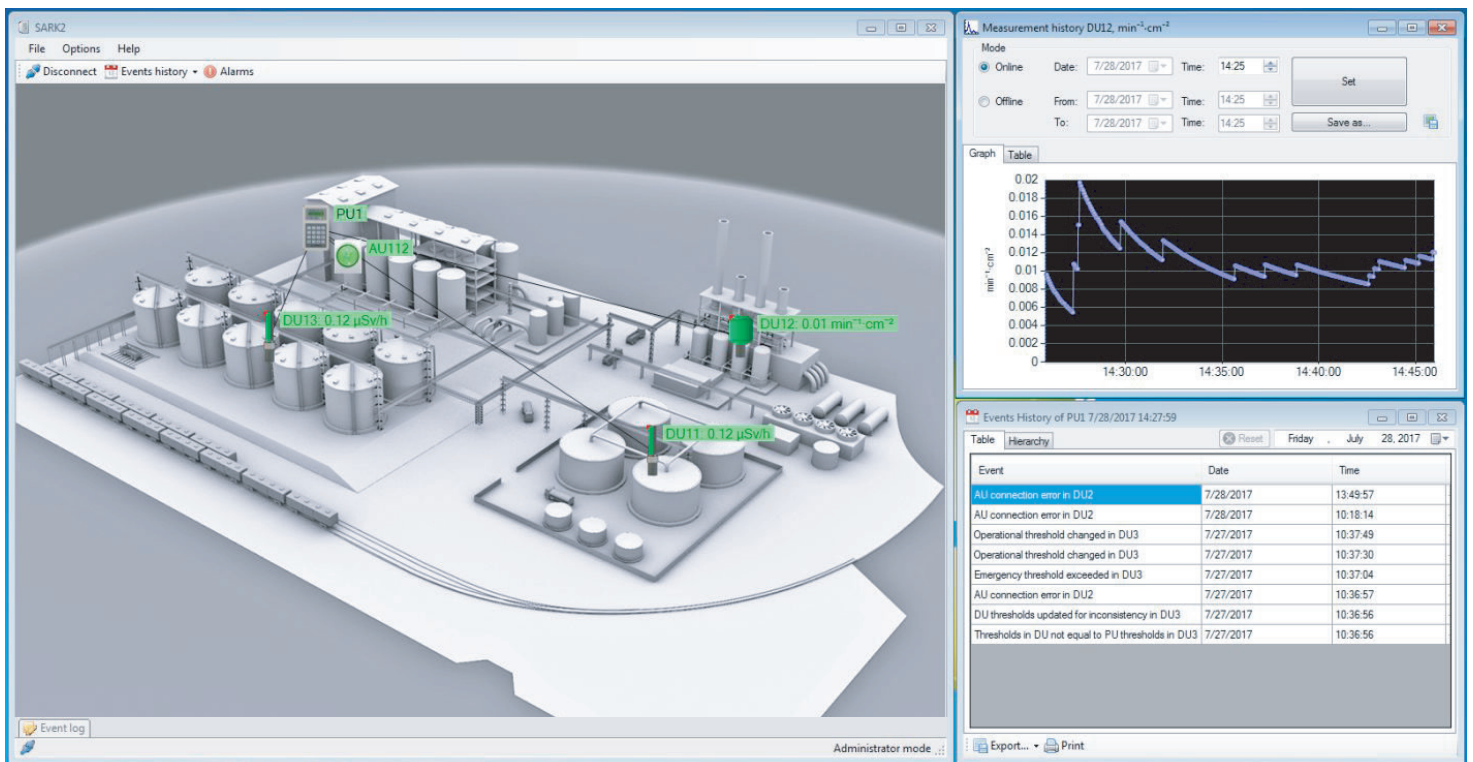 SARK2
File Options Help
Disconnect Events history Alarms
PU1
AU112
DU13: 0.12 µSv/h
DU12: 0.01 min⁻¹·cm⁻²
DU11: 0.12 µSv/h
Event log
Administrator mode
Measurement history DU12, min⁻¹·cm⁻²
Mode
Online Date: 7/28/2017 Time: 14:25
Set
Offline From: 7/28/2017 Time: 14:25
To: 7/28/2017 Time: 14:25 Save as...
Graph Table
0.02
0.018
0.016
0.014
0.012
0.01
0.008
0.006
0.004
0.002
0
min⁻¹·cm⁻²
14:30:00 14:35:00 14:40:00 14:45:00
Events History of PU1 7/28/2017 14:27:59
Table Hierarchy Reset Friday , July 28, 2017
Event Date Time
AU connection error in DU2 7/28/2017 13:49:57
AU connection error in DU2 7/28/2017 10:18:14
Operational threshold changed in DU3 7/27/2017 10:37:49
Operational threshold changed in DU3 7/27/2017 10:37:30
Emergency threshold exceeded in DU3 7/27/2017 10:37:04
AU connection error in DU2 7/27/2017 10:36:57
DU thresholds updated for inconsistency in DU3 7/27/2017 10:36:56
Thresholds in DU not equal to PU thresholds in DU3 7/27/2017 10:36:56
Export... Print